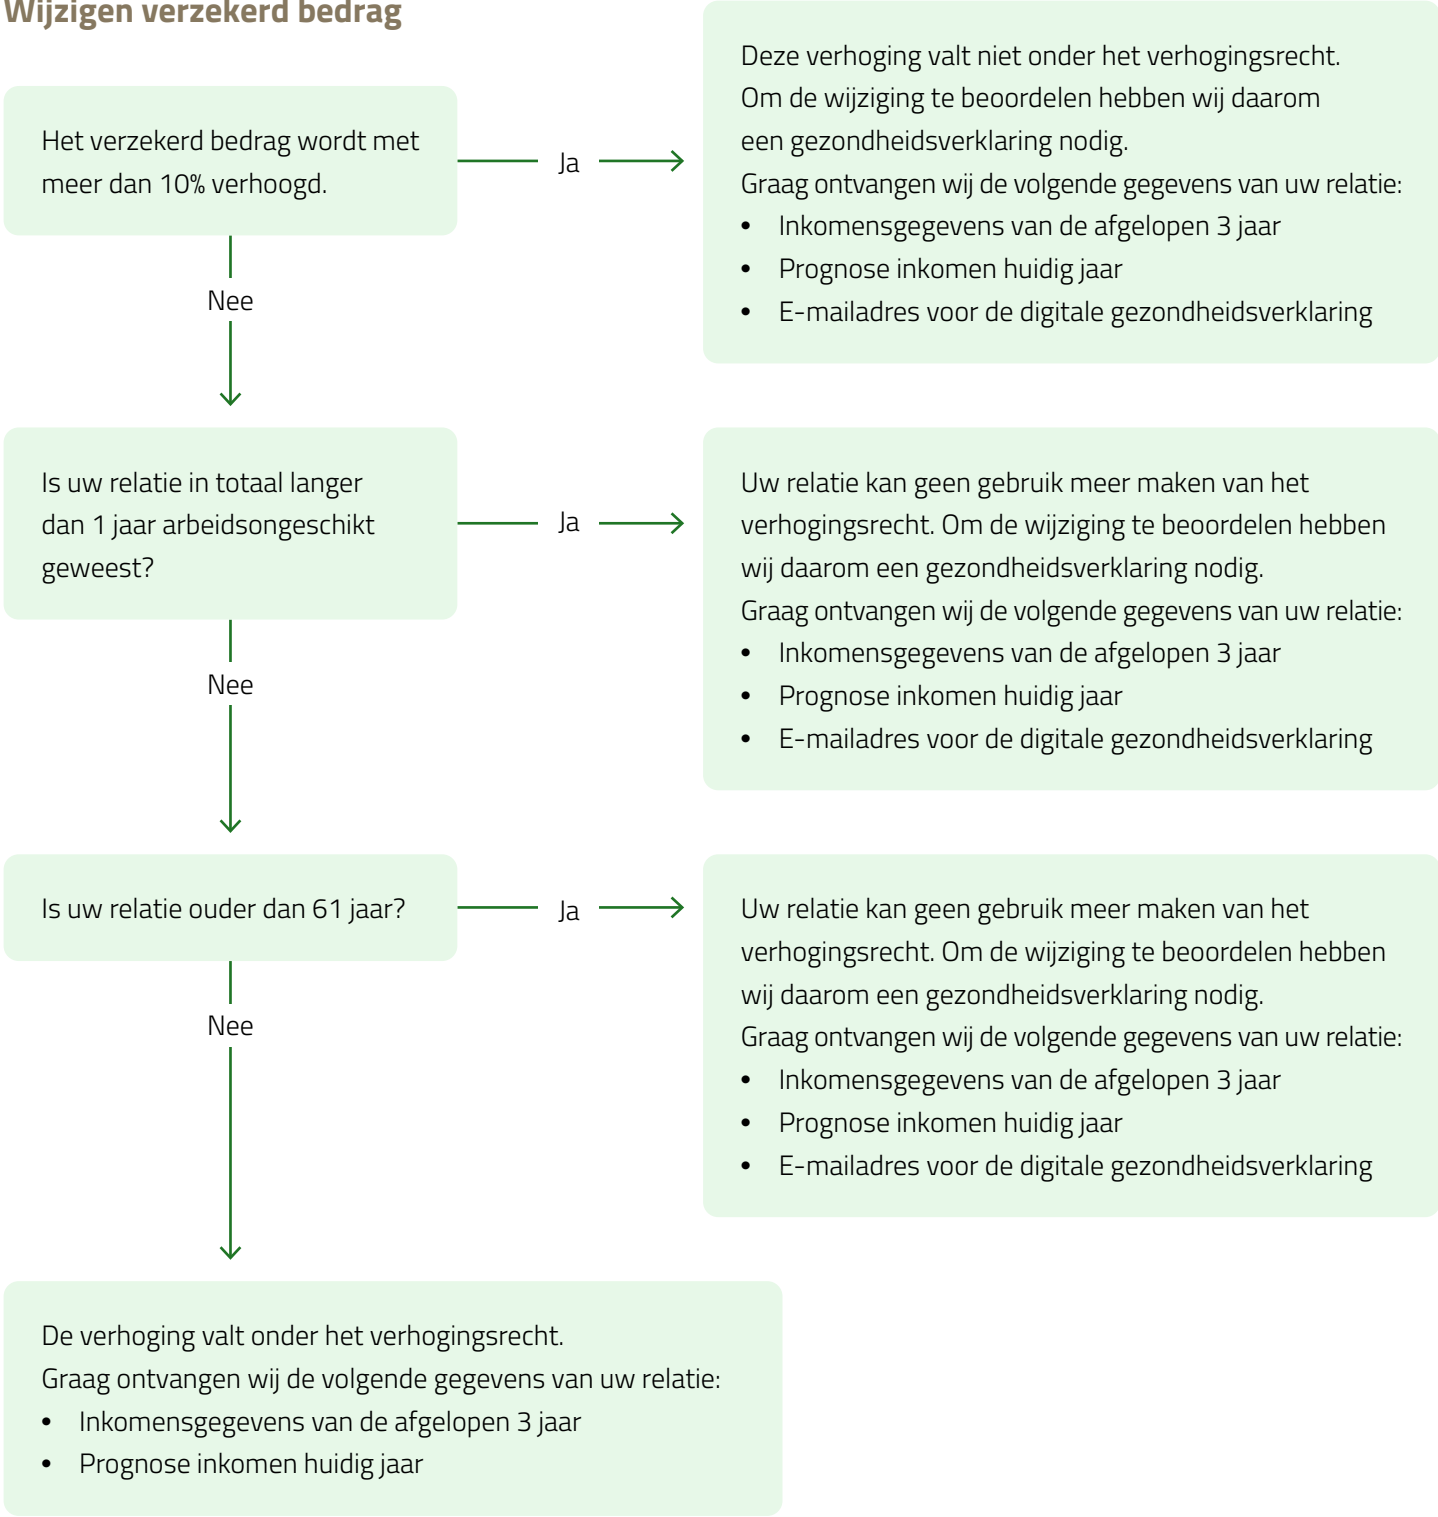 Wijzigen verzekerd bedrag
Het verzekerd bedrag wordt met
meer dan 10% verhoogd.
Ja
Deze verhoging valt niet onder het verhogingsrecht.
Om de wijziging te beoordelen hebben wij daarom
een gezondheidsverklaring nodig.
Graag ontvangen wij de volgende gegevens van uw relatie:
• Inkomensgegevens van de afgelopen 3 jaar
• Prognose inkomen huidig jaar
• E-mailadres voor de digitale gezondheidsverklaring
Nee
Is uw relatie in totaal langer
dan 1 jaar arbeidsongeschikt
geweest?
Ja
Uw relatie kan geen gebruik meer maken van het
verhogingsrecht. Om de wijziging te beoordelen hebben
wij daarom een gezondheidsverklaring nodig.
Graag ontvangen wij de volgende gegevens van uw relatie:
• Inkomensgegevens van de afgelopen 3 jaar
• Prognose inkomen huidig jaar
• E-mailadres voor de digitale gezondheidsverklaring
Nee
Is uw relatie ouder dan 61 jaar?
Ja
Uw relatie kan geen gebruik meer maken van het
verhogingsrecht. Om de wijziging te beoordelen hebben
wij daarom een gezondheidsverklaring nodig.
Graag ontvangen wij de volgende gegevens van uw relatie:
• Inkomensgegevens van de afgelopen 3 jaar
• Prognose inkomen huidig jaar
• E-mailadres voor de digitale gezondheidsverklaring
Nee
De verhoging valt onder het verhogingsrecht.
Graag ontvangen wij de volgende gegevens van uw relatie:
• Inkomensgegevens van de afgelopen 3 jaar
• Prognose inkomen huidig jaar